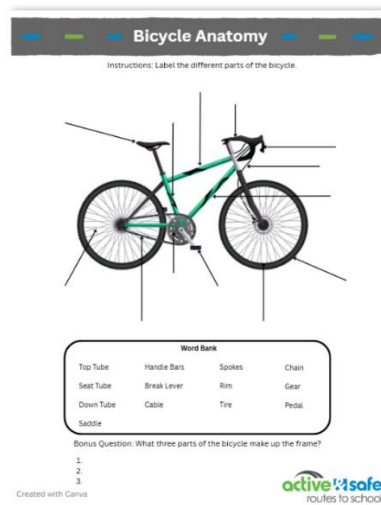 Bicycle Anatomy
Instructions: Label the different parts of the bicycle.
Word Bank
Top Tube Handle Bars Spokes Chain
Seat Tube Break Lever Rim Gear
Down Tube Cable Tire Pedal
Saddle
Bonus Question: What three parts of the bicycle make up the frame?
1.
2.
3.
Created with Canva
active & safe
routes to school